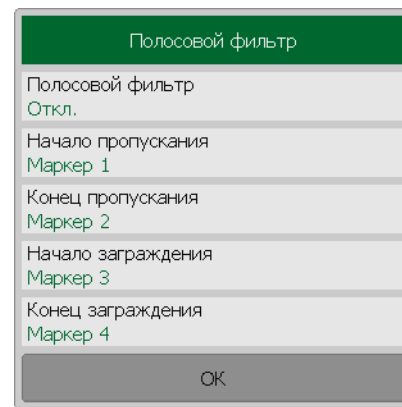 Полосовой фильтр
Полосовой фильтр
Откл.
Начало пропускания
Маркер 1
Конец пропускания
Маркер 2
Начало заграждения
Маркер 3
Конец заграждения
Маркер 4
ОК